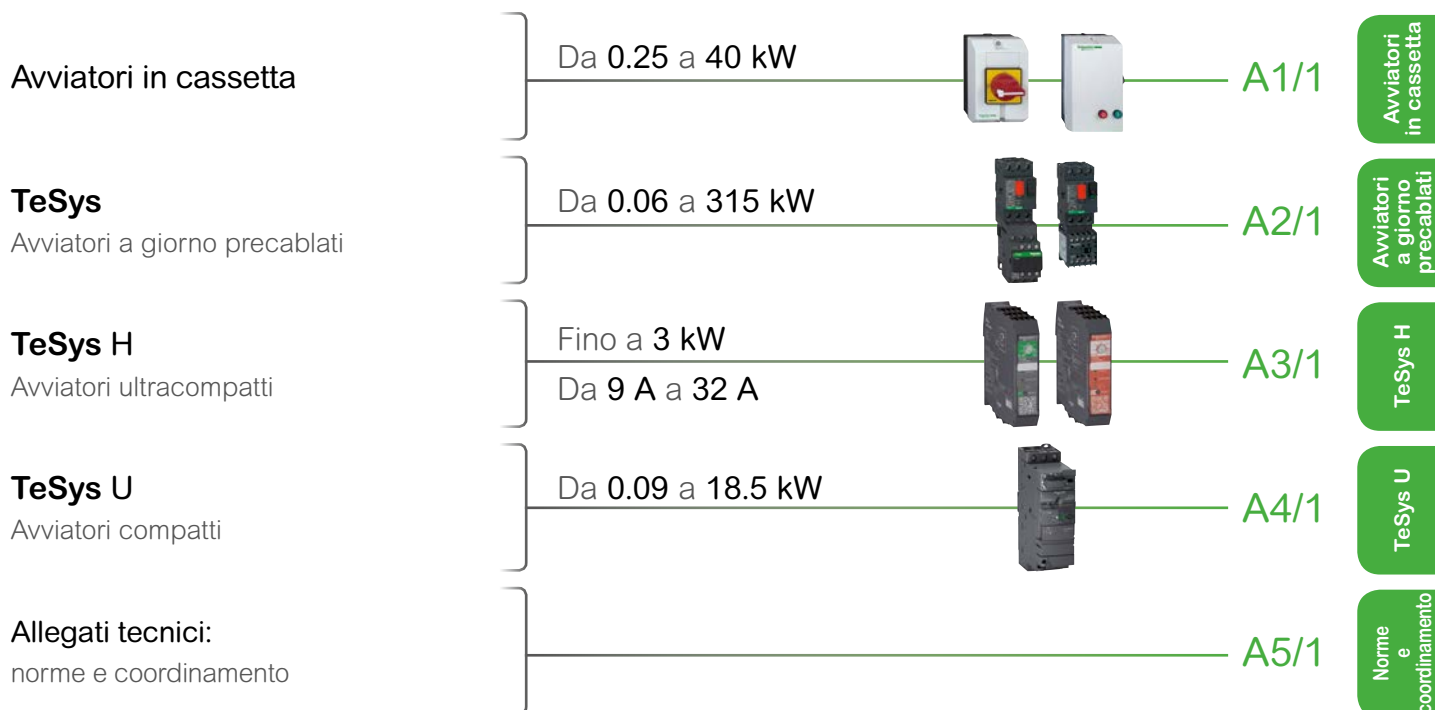 Avviatori in cassetta
Da 0.25 a 40 kW
A1/1
Avviatori
in cassetta
TeSys
Avviatori a giorno precablati
Da 0.06 a 315 kW
A2/1
Avviatori
a giorno
precablati
TeSys H
Avviatori ultracompatti
Fino a 3 kW
Da 9 A a 32 A
A3/1
TeSys H
TeSys U
Avviatori compatti
Da 0.09 a 18.5 kW
A4/1
TeSys U
Allegati tecnici:
norme e coordinamento
A5/1
Norme
e
coordinamento